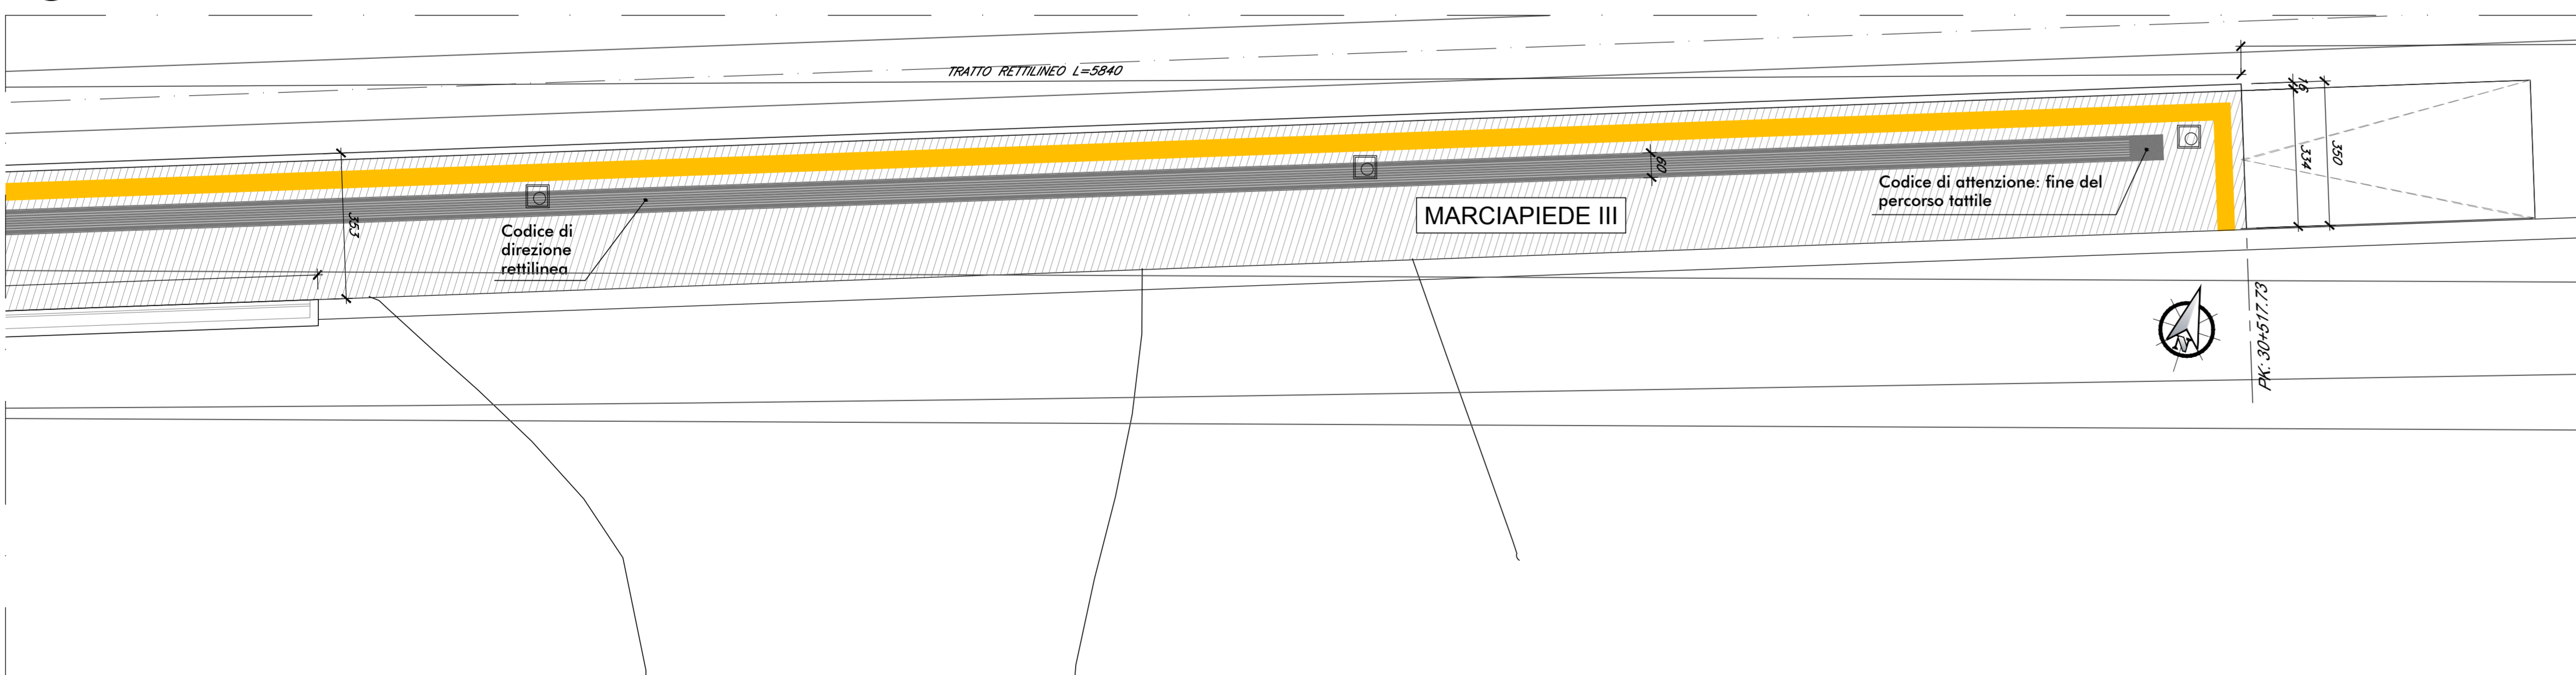 TRATTO RETTILINEO L=5840
16
334
350
60
Codice di attenzione: fine del
percorso tattile
MARCIAPIEDE III
353
Codice di
direzione
rettilinea
N
PK: 30+517.73